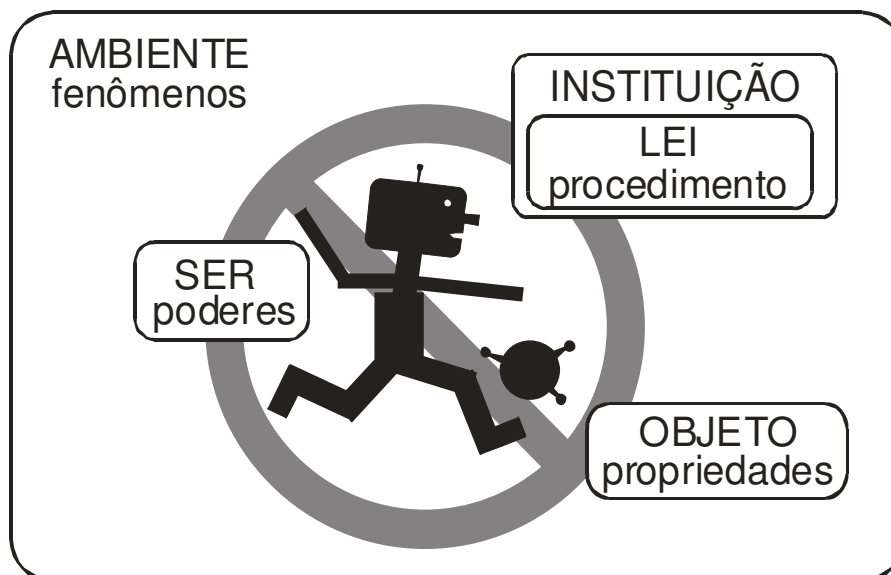 AMBIENTE
fenômenos
INSTITUIÇÃO
LEI
procedimento
SER
poderes
OBJETO
propriedades